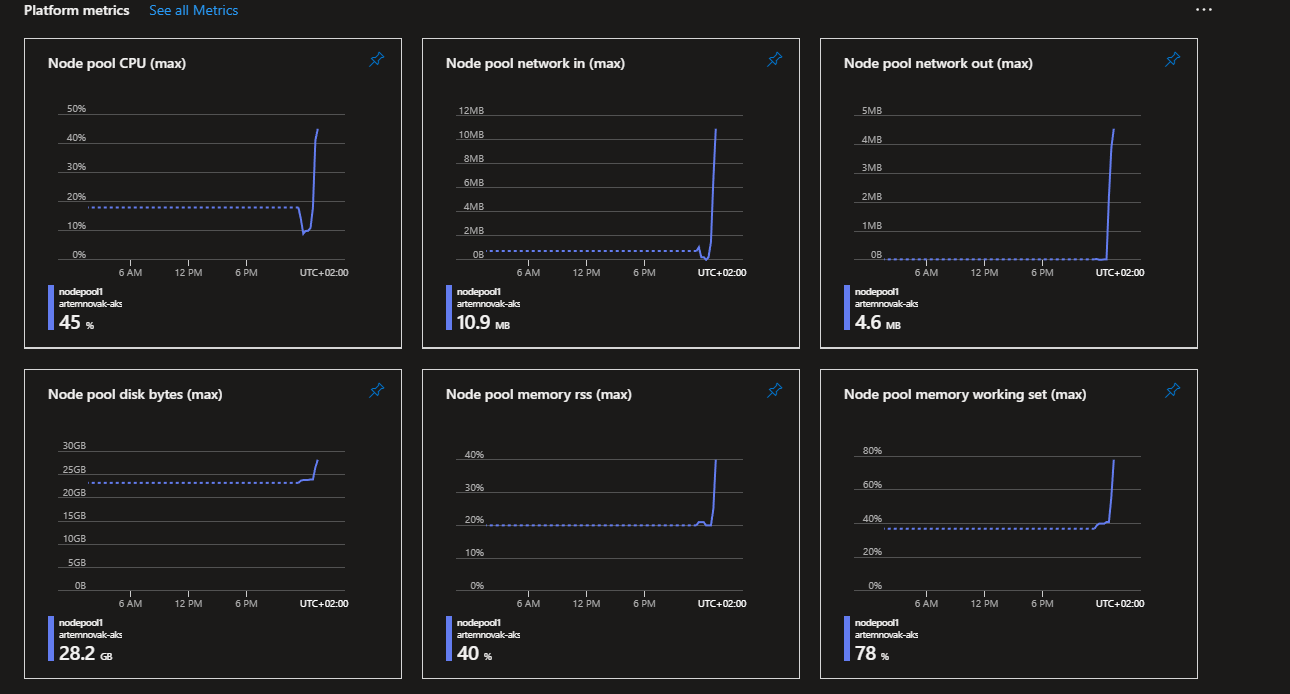 Platform metrics See all Metrics ...
Node pool CPU (max)
50%
40%
30%
20%
10%
0%
6 AM 12 PM 6 PM UTC+02:00
nodepool1
artemnovak-aks
45 %
Node pool network in (max)
12MB
10MB
8MB
6MB
4MB
2MB
0B
6 AM 12 PM 6 PM UTC+02:00
nodepool1
artemnovak-aks
10.9 MB
Node pool network out (max)
5MB
4MB
3MB
2MB
1MB
0B
6 AM 12 PM 6 PM UTC+02:00
nodepool1
artemnovak-aks
4.6 MB
Node pool disk bytes (max)
30GB
25GB
20GB
15GB
10GB
5GB
0B
6 AM 12 PM 6 PM UTC+02:00
nodepool1
artemnovak-aks
28.2 GB
Node pool memory rss (max)
40%
30%
20%
10%
0%
6 AM 12 PM 6 PM UTC+02:00
nodepool1
artemnovak-aks
40 %
Node pool memory working set (max)
80%
60%
40%
20%
0%
6 AM 12 PM 6 PM UTC+02:00
nodepool1
artemnovak-aks
78 %